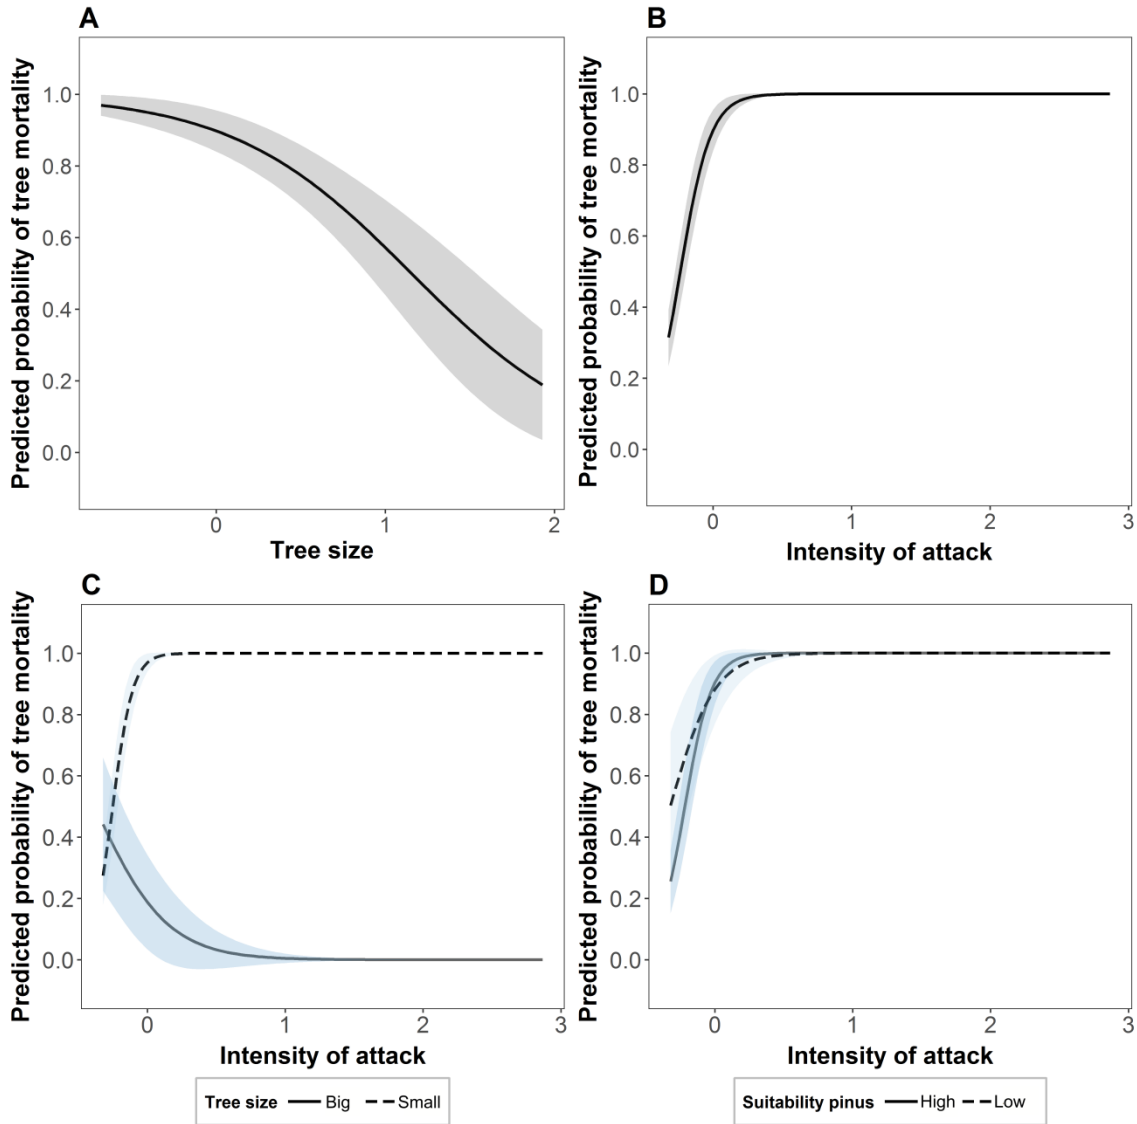 A
Predicted probability of tree mortality
1.0
0.8
0.6
0.4
0.2
0.0
0 1 2
Tree size
B
Predicted probability of tree mortality
1.0
0.8
0.6
0.4
0.2
0.0
0 1 2 3
Intensity of attack
C
Predicted probability of tree mortality
1.0
0.8
0.6
0.4
0.2
0.0
0 1 2 3
Intensity of attack
Tree size Big Small
D
Predicted probability of tree mortality
1.0
0.8
0.6
0.4
0.2
0.0
0 1 2 3
Intensity of attack
Suitability pinus High Low